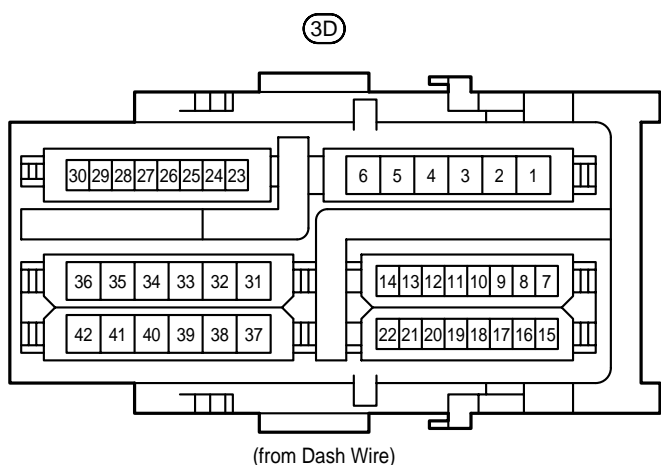 3D
30 29 28 27 26 25 24 23
6 5 4 3 2 1
36 35 34 33 32 31
14 13 12 11 10 9 8 7
42 41 40 39 38 37
22 21 20 19 18 17 16 15
(from Dash Wire)